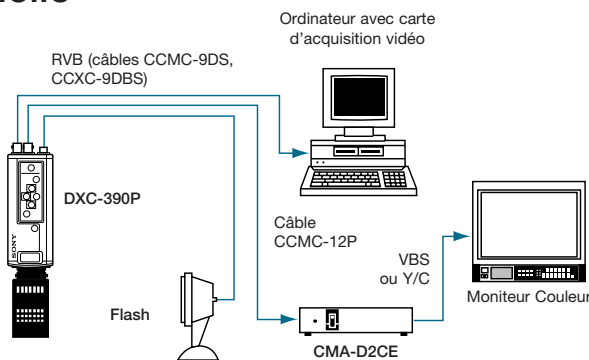 Ordinateur avec carte
d'acquisition vidéo
RVB (câbles CCMC-9DS,
CCXC-9DBS)
DXC-390P
SONY
Câble
CCMC-12P
VBS
ou Y/C
Moniteur Couleur
Flash
CMA-D2CE